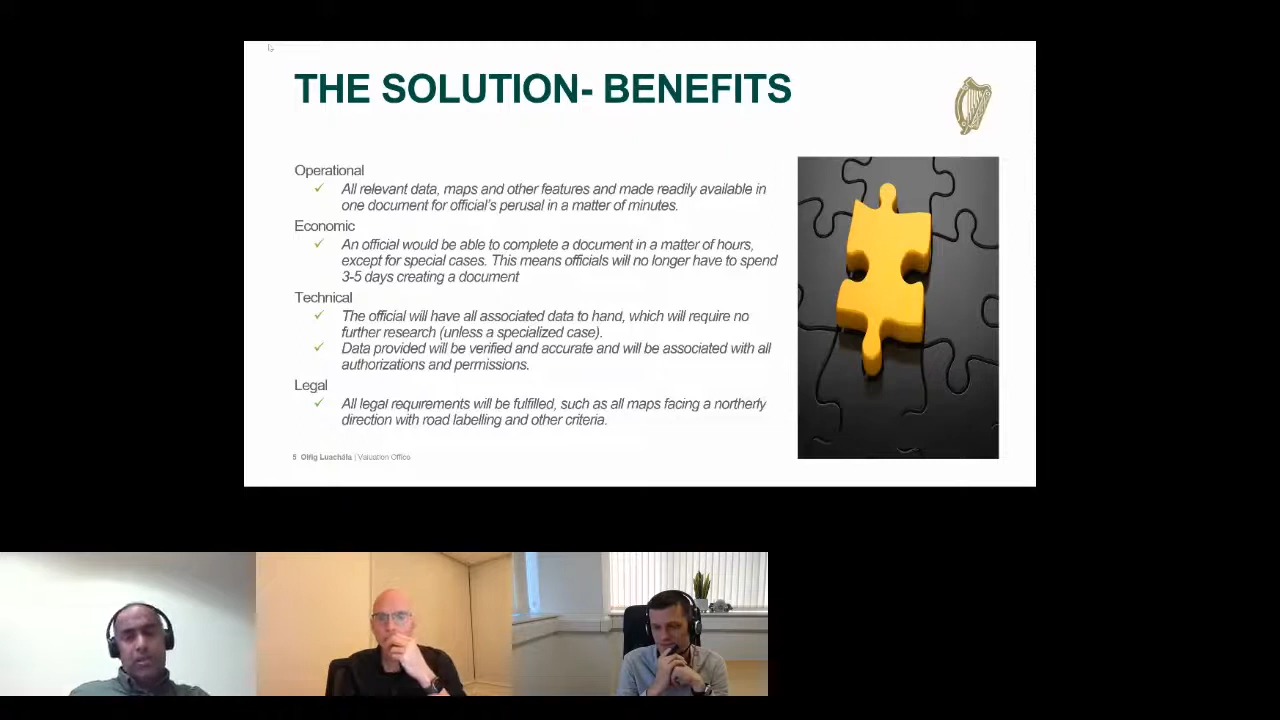 THE SOLUTION- BENEFITS
Operational
All relevant data, maps and other features and made readily available in
one document for official's perusal in a matter of minutes.
Economic
An official would be able to complete a document in a matter of hours,
except for special cases. This means officials will no longer have to spend
3-5 days creating a document
Technical
The official will have all associated data to hand, which will require no
further research (unless a specialized case).
Data provided will be verified and accurate and will be associated with all
authorizations and permissions.
Legal
All legal requirements will be fulfilled, such as all maps facing a northerly
direction with road labelling and other criteria.
5 Oifig Luachála | Valuation Office